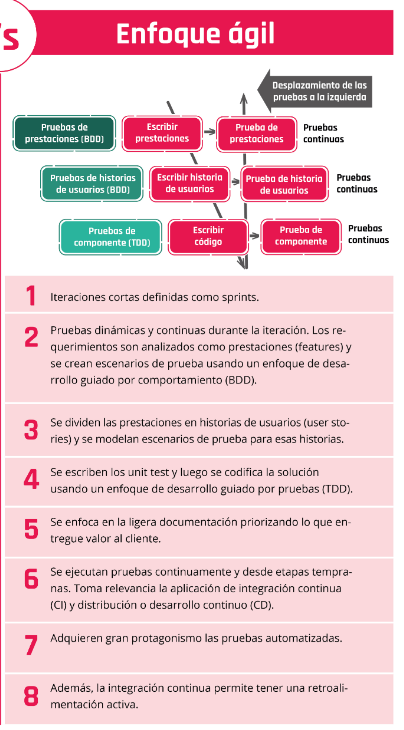 's
Enfoque ágil
Desplazamiento de las
pruebas a la izquierda
Pruebas de
prestaciones (BDD)
Escribir
prestaciones
Prueba de
prestaciones
Pruebas
continuas
Pruebas de historias
de usuarios (BDD)
Escribir historia
de usuarios
Prueba de historia
de usuarios
Pruebas
continuas
Pruebas de
componente (TDD)
Escribir
código
Prueba de
componente
Pruebas
continuas
1 Iteraciones cortas definidas como sprints.
2 Pruebas dinámicas y continuas durante la iteración. Los re-
querimientos son analizados como prestaciones (features) y
se crean escenarios de prueba usando un enfoque de desa-
rrollo guiado por comportamiento (BDD).
3 Se dividen las prestaciones en historias de usuarios (user sto-
ries) y se modelan escenarios de prueba para esas historias.
4 Se escriben los unit test y luego se codifica la solución
usando un enfoque de desarrollo guiado por pruebas (TDD).
5 Se enfoca en la ligera documentación priorizando lo que en-
tregue valor al cliente.
6 Se ejecutan pruebas continuamente y desde etapas tempra-
nas. Toma relevancia la aplicación de integración continua
(CI) y distribución o desarrollo continuo (CD).
7 Adquieren gran protagonismo las pruebas automatizadas.
8 Además, la integración continua permite tener una retroali-
mentación activa.